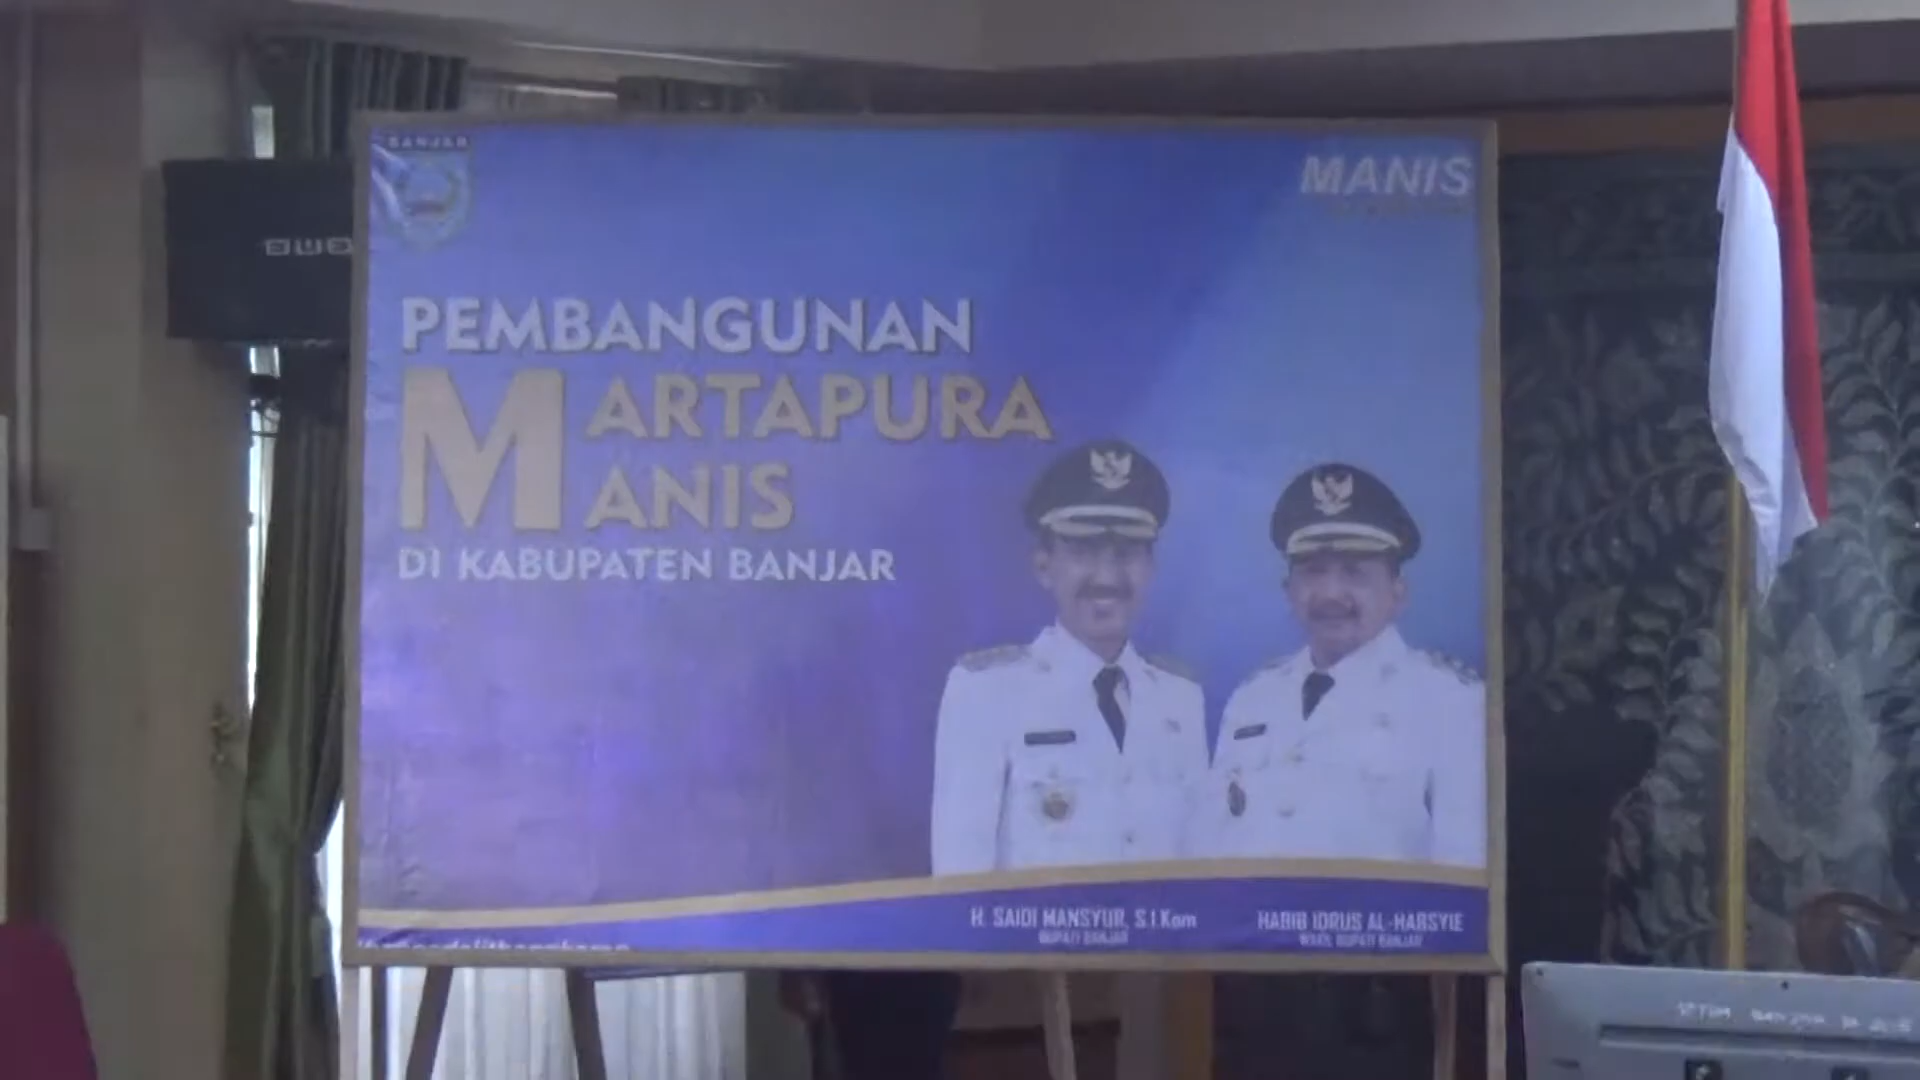 BANJAR
MANIS
PEMBANGUNAN
MARTAPURA
MANIS
DI KABUPATEN BANJAR
H. SAIDI MANSYUR, S.I.Kom
BUPATI BANJAR
HABIB IDRUS AL-HABSYIE
WAKIL BUPATI BANJAR